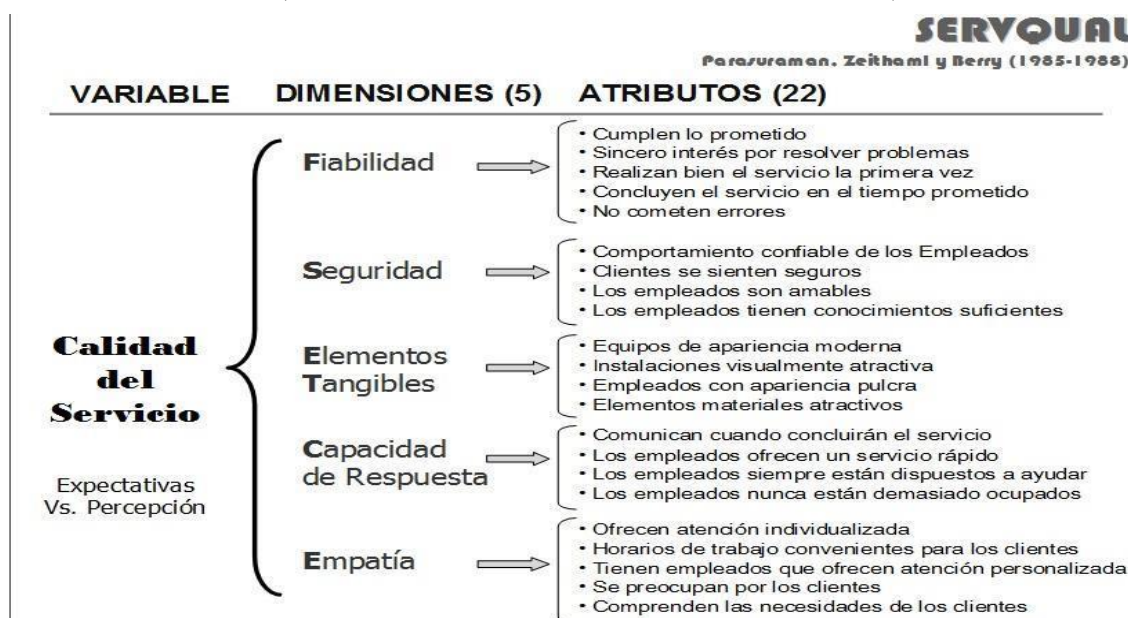 SERVQUAL
Parasuraman, Zeithaml y Berry (1985-1988)
VARIABLE DIMENSIONES (5) ATRIBUTOS (22)
Calidad
del
Servicio
Expectativas
Vs. Percepción
Fiabilidad
• Cumplen lo prometido
• Sincero interés por resolver problemas
• Realizan bien el servicio la primera vez
• Concluyen el servicio en el tiempo prometido
• No cometen errores
Seguridad
• Comportamiento confiable de los Empleados
• Clientes se sienten seguros
• Los empleados son amables
• Los empleados tienen conocimientos suficientes
Elementos
Tangibles
• Equipos de apariencia moderna
• Instalaciones visualmente atractiva
• Empleados con apariencia pulcra
• Elementos materiales atractivos
Capacidad
de Respuesta
• Comunican cuando concluirán el servicio
• Los empleados ofrecen un servicio rápido
• Los empleados siempre están dispuestos a ayudar
• Los empleados nunca están demasiado ocupados
Empatía
• Ofrecen atención individualizada
• Horarios de trabajo convenientes para los clientes
• Tienen empleados que ofrecen atención personalizada
• Se preocupan por los clientes
• Comprenden las necesidades de los clientes